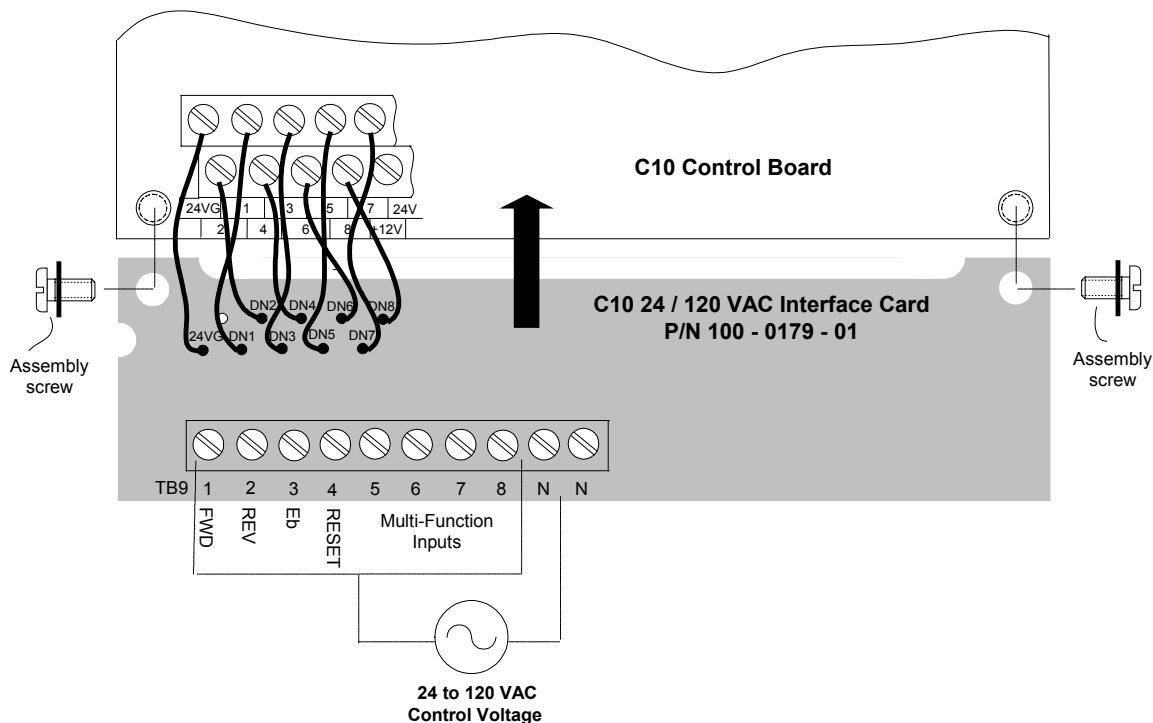 C10 Control Board
24VG 1 3 5 7 24V
2 4 6 8 +12V
C10 24 / 120 VAC Interface Card
P/N 100 - 0179 - 01
DN2 DN4 DN6 DN8
24VG DN1 DN3 DN5 DN7
Assembly
screw
Assembly
screw
TB9 1 2 3 4 5 6 7 8 N N
FWD
REV
Eb
RESET
Multi-Function
Inputs
24 to 120 VAC
Control Voltage